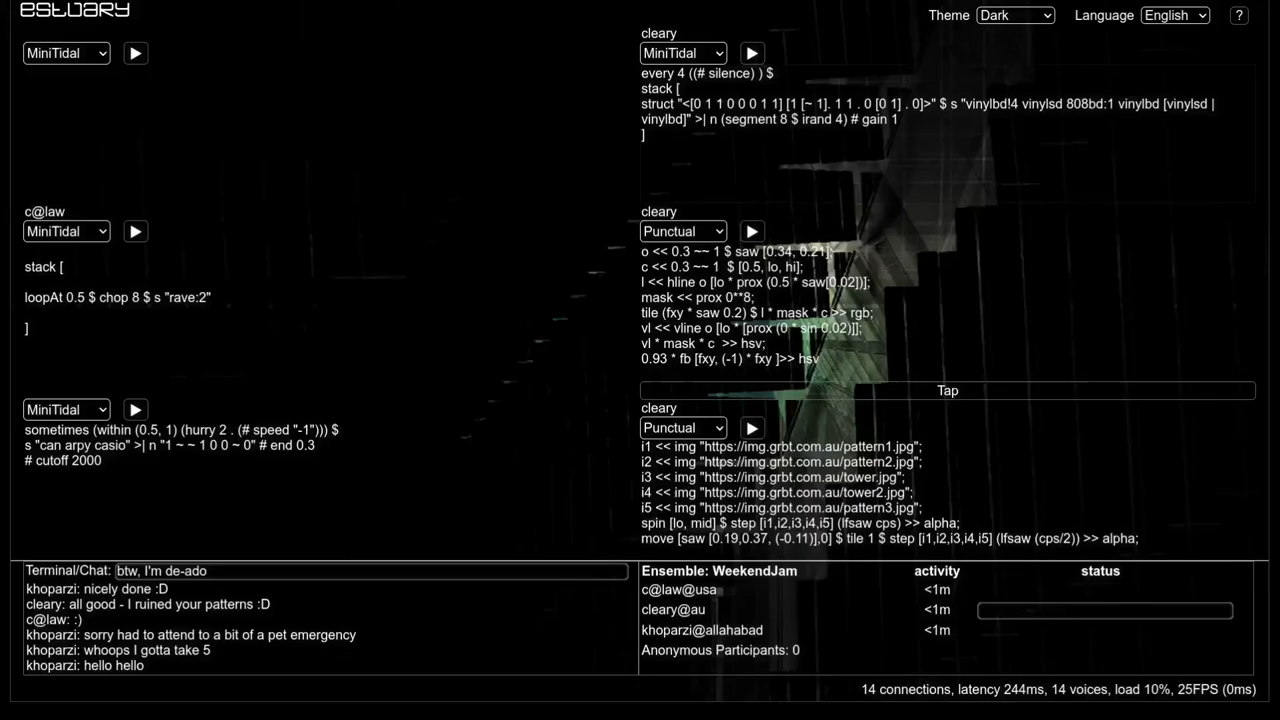 estuary
Theme Dark Language English ?
MiniTidal
cleary
MiniTidal
every 4 ((# silence) ) $
stack [
struct "<[0 1 1 0 0 0 1 1] [1 [~ 1]. 1 1 . 0 [0 1] . 0]>" $ s "vinylbd!4 vinylsd 808bd:1 vinylbd [vinylsd |
vinylbd]" >| n (segment 8 $ irand 4) # gain 1
]
c@law
MiniTidal
stack [
loopAt 0.5 $ chop 8 $ s "rave:2"
]
cleary
Punctual
o << 0.3 ~~ 1 $ saw [0.34, 0.21];
c << 0.3 ~~ 1  $ [0.5, lo, hi];
l << hline o [lo * prox (0.5 * saw[0.02])];
mask << prox 0**8;
tile (fxy * saw 0.2) $ l * mask * c >> rgb;
vl << vline o [lo * [prox (0 * sin 0.02)]];
vl * mask * c  >> hsv;
0.93 * fb [fxy, (-1) * fxy ]>> hsv
Tap
MiniTidal
sometimes (within (0.5, 1) (hurry 2 . (# speed "-1"))) $
s "can arpy casio" >| n "1 ~ ~ 1 0 0 ~ 0" # end 0.3
# cutoff 2000
cleary
Punctual
i1 << img "https://img.grbt.com.au/pattern1.jpg";
i2 << img "https://img.grbt.com.au/pattern2.jpg";
i3 << img "https://img.grbt.com.au/tower.jpg";
i4 << img "https://img.grbt.com.au/tower2.jpg";
i5 << img "https://img.grbt.com.au/pattern3.jpg";
spin [lo, mid] $ step [i1,i2,i3,i4,i5] (lfsaw cps) >> alpha;
move [saw [0.19,0.37, (-0.11)],0] $ tile 1 $ step [i1,i2,i3,i4,i5] (lfsaw (cps/2)) >> alpha;
Terminal/Chat: btw, I'm de-ado
khoparzi: nicely done :D
cleary: all good - I ruined your patterns :D
c@law: :)
khoparzi: sorry had to attend to a bit of a pet emergency
khoparzi: whoops I gotta take 5
khoparzi: hello hello
Ensemble: WeekendJam activity status
c@law@usa <1m
cleary@au <1m
khoparzi@allahabad <1m
Anonymous Participants: 0
14 connections, latency 244ms, 14 voices, load 10%, 25FPS (0ms)